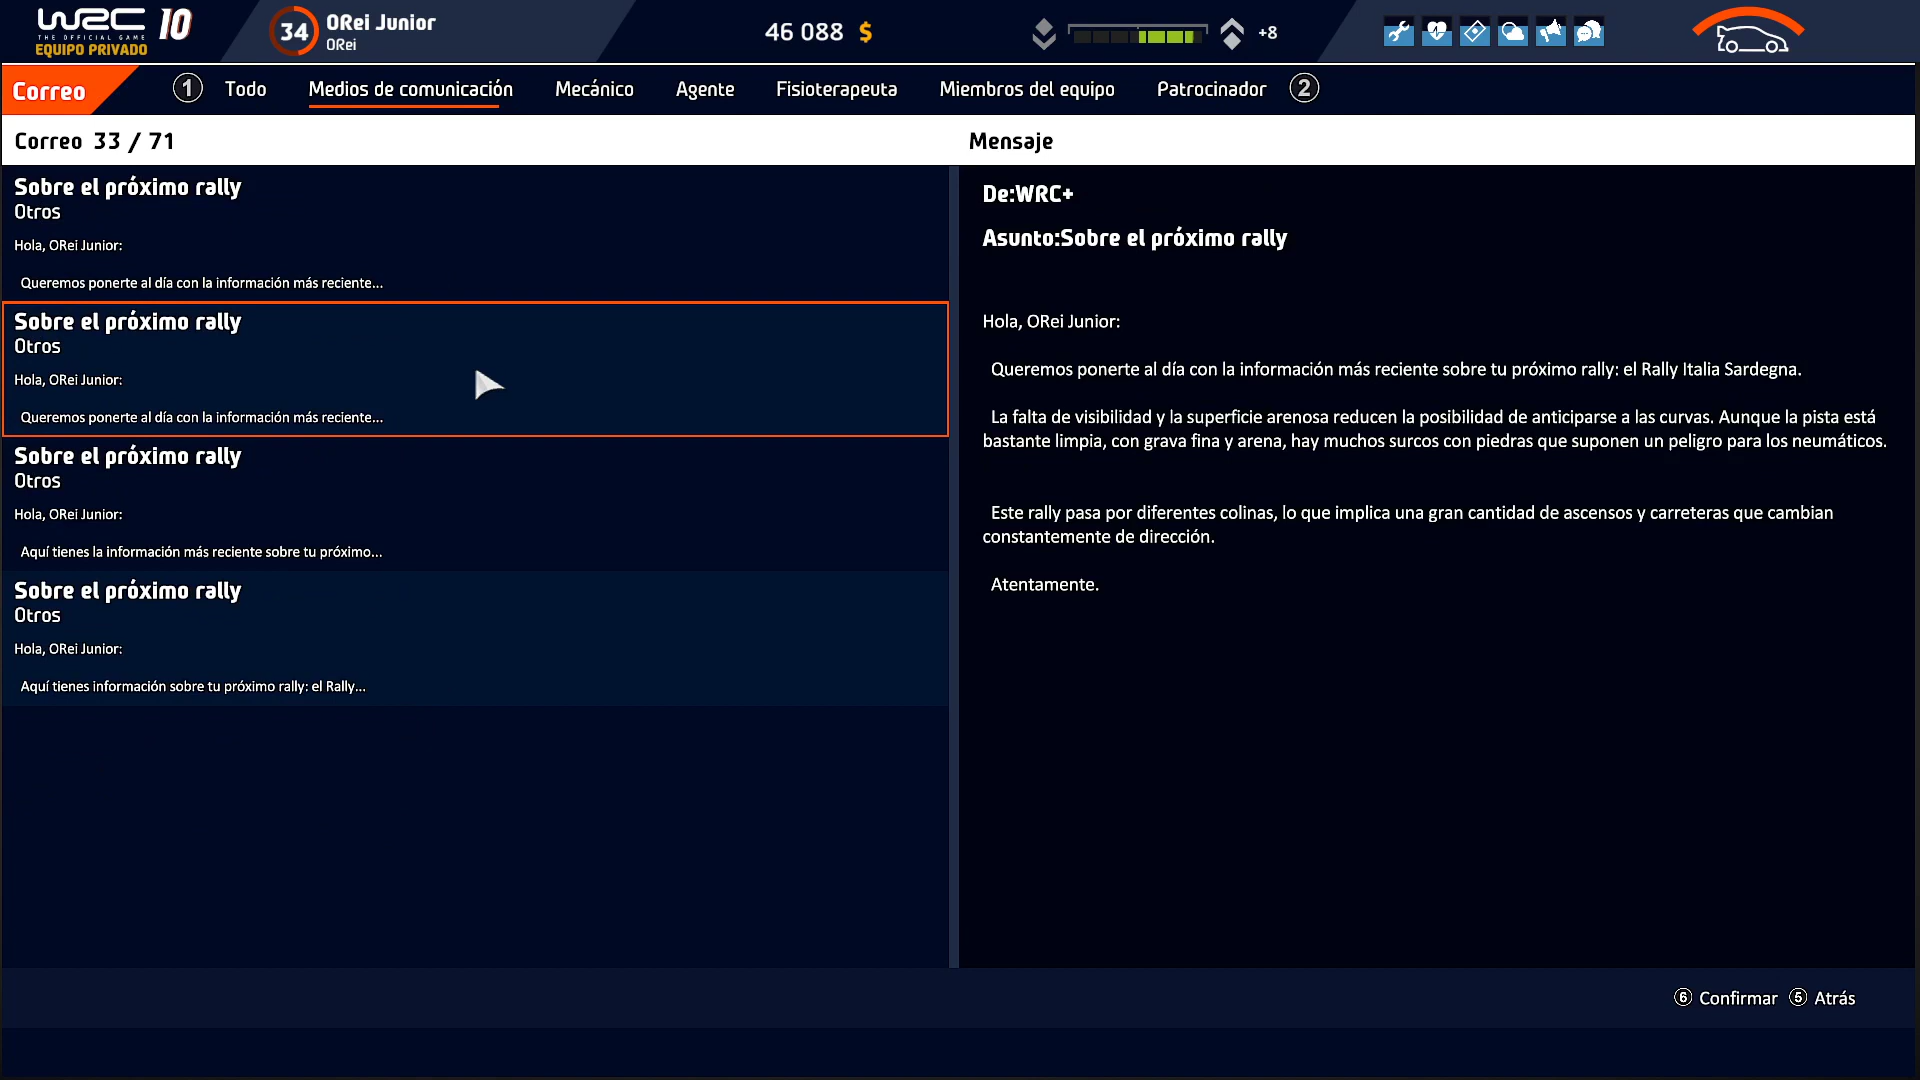 WRC 10
THE OFFICIAL GAME
EQUIPO PRIVADO
34
ORei Junior
ORei
46 088 $
+8
Correo
1 Todo Medios de comunicación Mecánico Agente Fisioterapeuta Miembros del equipo Patrocinador 2
Correo 33 / 71
Sobre el próximo rally
Otros
Hola, ORei Junior:
Queremos ponerte al día con la información más reciente...
Sobre el próximo rally
Otros
Hola, ORei Junior:
Queremos ponerte al día con la información más reciente...
Sobre el próximo rally
Otros
Hola, ORei Junior:
Aquí tienes la información más reciente sobre tu próximo...
Sobre el próximo rally
Otros
Hola, ORei Junior:
Aquí tienes información sobre tu próximo rally: el Rally...
Mensaje
De:WRC+
Asunto:Sobre el próximo rally
Hola, ORei Junior:
Queremos ponerte al día con la información más reciente sobre tu próximo rally: el Rally Italia Sardegna.
La falta de visibilidad y la superficie arenosa reducen la posibilidad de anticiparse a las curvas. Aunque la pista está
bastante limpia, con grava fina y arena, hay muchos surcos con piedras que suponen un peligro para los neumáticos.
Este rally pasa por diferentes colinas, lo que implica una gran cantidad de ascensos y carreteras que cambian
constantemente de dirección.
Atentamente.
6 Confirmar 5 Atrás